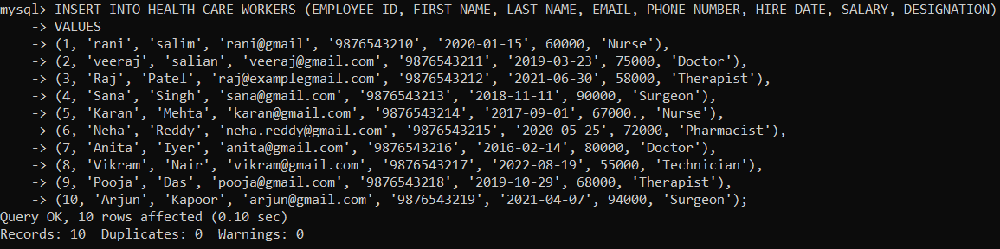 mysql> INSERT INTO HEALTH_CARE_WORKERS (EMPLOYEE_ID, FIRST_NAME, LAST_NAME, EMAIL, PHONE_NUMBER, HIRE_DATE, SALARY, DESIGNATION)
    -> VALUES
    -> (1, 'rani', 'salim', 'rani@gmail', '9876543210', '2020-01-15', 60000, 'Nurse'),
    -> (2, 'veeraj', 'salian', 'veeraj@gmail.com', '9876543211', '2019-03-23', 75000, 'Doctor'),
    -> (3, 'Raj', 'Patel', 'raj@examplegmail.com', '9876543212', '2021-06-30', 58000, 'Therapist'),
    -> (4, 'Sana', 'Singh', 'sana@gmail.com', '9876543213', '2018-11-11', 90000, 'Surgeon'),
    -> (5, 'Karan', 'Mehta', 'karan@gmail.com', '9876543214', '2017-09-01', 67000., 'Nurse'),
    -> (6, 'Neha', 'Reddy', 'neha.reddy@gmail.com', '9876543215', '2020-05-25', 72000, 'Pharmacist'),
    -> (7, 'Anita', 'Iyer', 'anita@gmail.com', '9876543216', '2016-02-14', 80000, 'Doctor'),
    -> (8, 'Vikram', 'Nair', 'vikram@gmail.com', '9876543217', '2022-08-19', 55000, 'Technician'),
    -> (9, 'Pooja', 'Das', 'pooja@gmail.com', '9876543218', '2019-10-29', 68000, 'Therapist'),
    -> (10, 'Arjun', 'Kapoor', 'arjun@gmail.com', '9876543219', '2021-04-07', 94000, 'Surgeon');
Query OK, 10 rows affected (0.10 sec)
Records: 10  Duplicates: 0  Warnings: 0